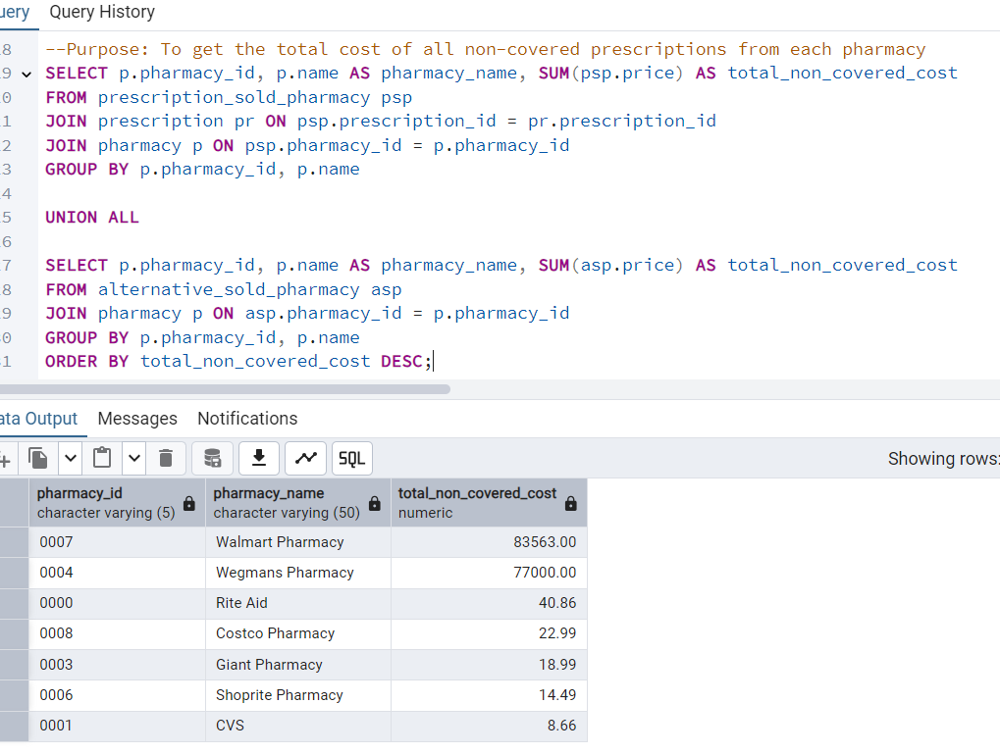 uery Query History
8 --Purpose: To get the total cost of all non-covered prescriptions from each pharmacy
9 SELECT p.pharmacy_id, p.name AS pharmacy_name, SUM(psp.price) AS total_non_covered_cost
0 FROM prescription_sold_pharmacy psp
1 JOIN prescription pr ON psp.prescription_id = pr.prescription_id
2 JOIN pharmacy p ON psp.pharmacy_id = p.pharmacy_id
3 GROUP BY p.pharmacy_id, p.name
4
5 UNION ALL
6
7 SELECT p.pharmacy_id, p.name AS pharmacy_name, SUM(asp.price) AS total_non_covered_cost
8 FROM alternative_sold_pharmacy asp
9 JOIN pharmacy p ON asp.pharmacy_id = p.pharmacy_id
0 GROUP BY p.pharmacy_id, p.name
1 ORDER BY total_non_covered_cost DESC;
ata Output Messages Notifications
SQL Showing rows:
pharmacy_id pharmacy_name total_non_covered_cost
character varying (5) character varying (50) numeric
0007 Walmart Pharmacy 83563.00
0004 Wegmans Pharmacy 77000.00
0000 Rite Aid 40.86
0008 Costco Pharmacy 22.99
0003 Giant Pharmacy 18.99
0006 Shoprite Pharmacy 14.49
0001 CVS 8.66